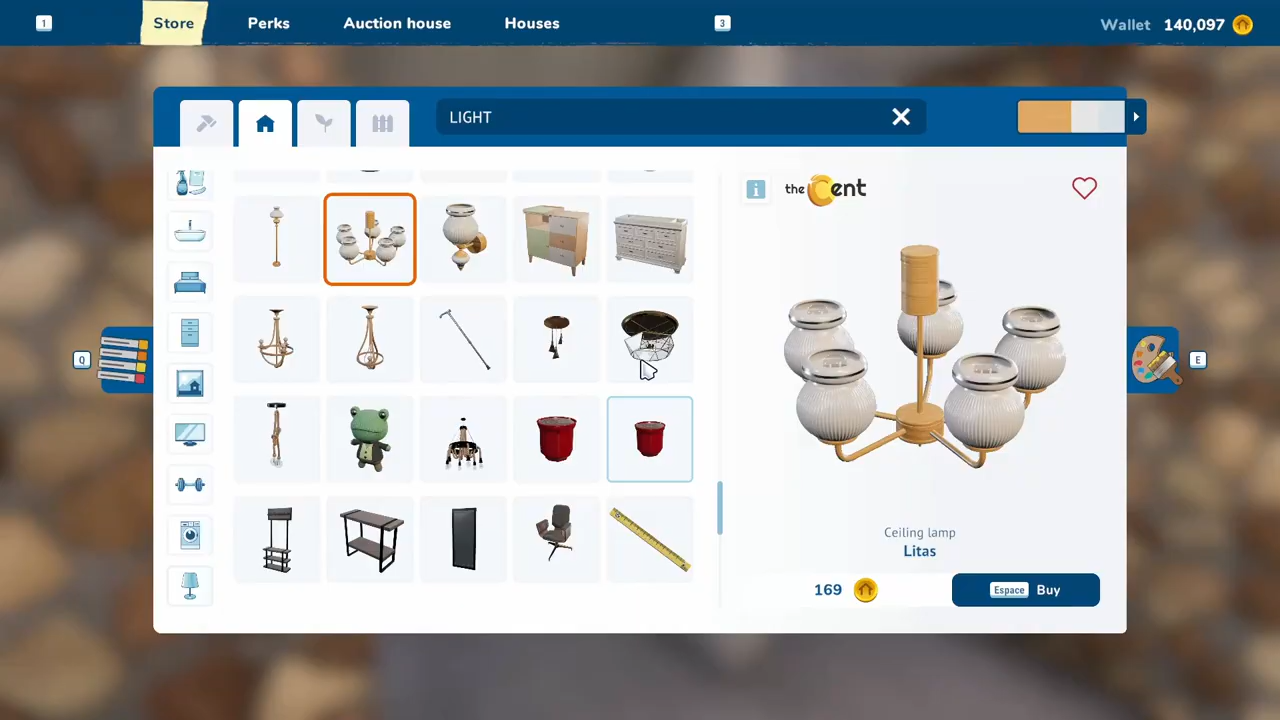 1
Store
Perks
Auction house
Houses
3
Wallet 140,097
LIGHT
the Cent
Q
E
Ceiling lamp
Litas
169
Espace Buy